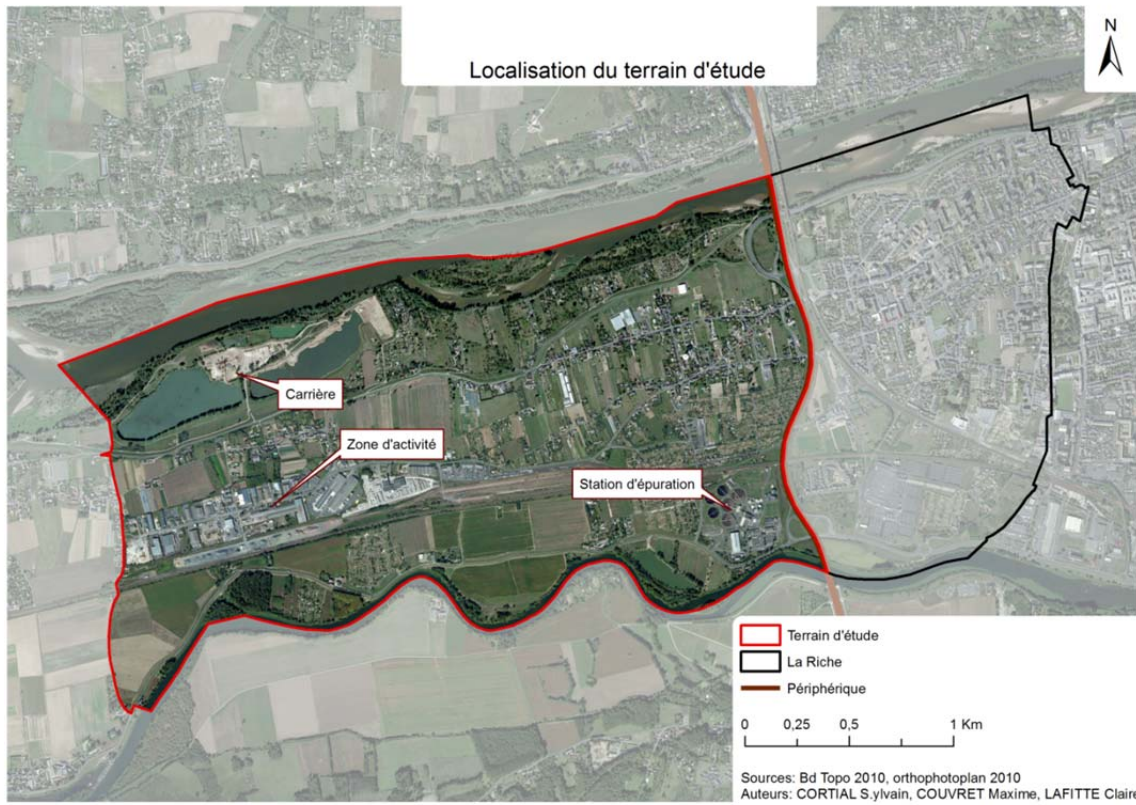 Localisation du terrain d'étude
N
Carrière
Zone d'activité
Station d'épuration
Terrain d'étude
La Riche
Périphérique
0 0,25 0,5 1 Km
Sources: Bd Topo 2010, orthophotoplan 2010
Auteurs: CORTIAL S.ylvain, COUVRET Maxime, LAFITTE Claire